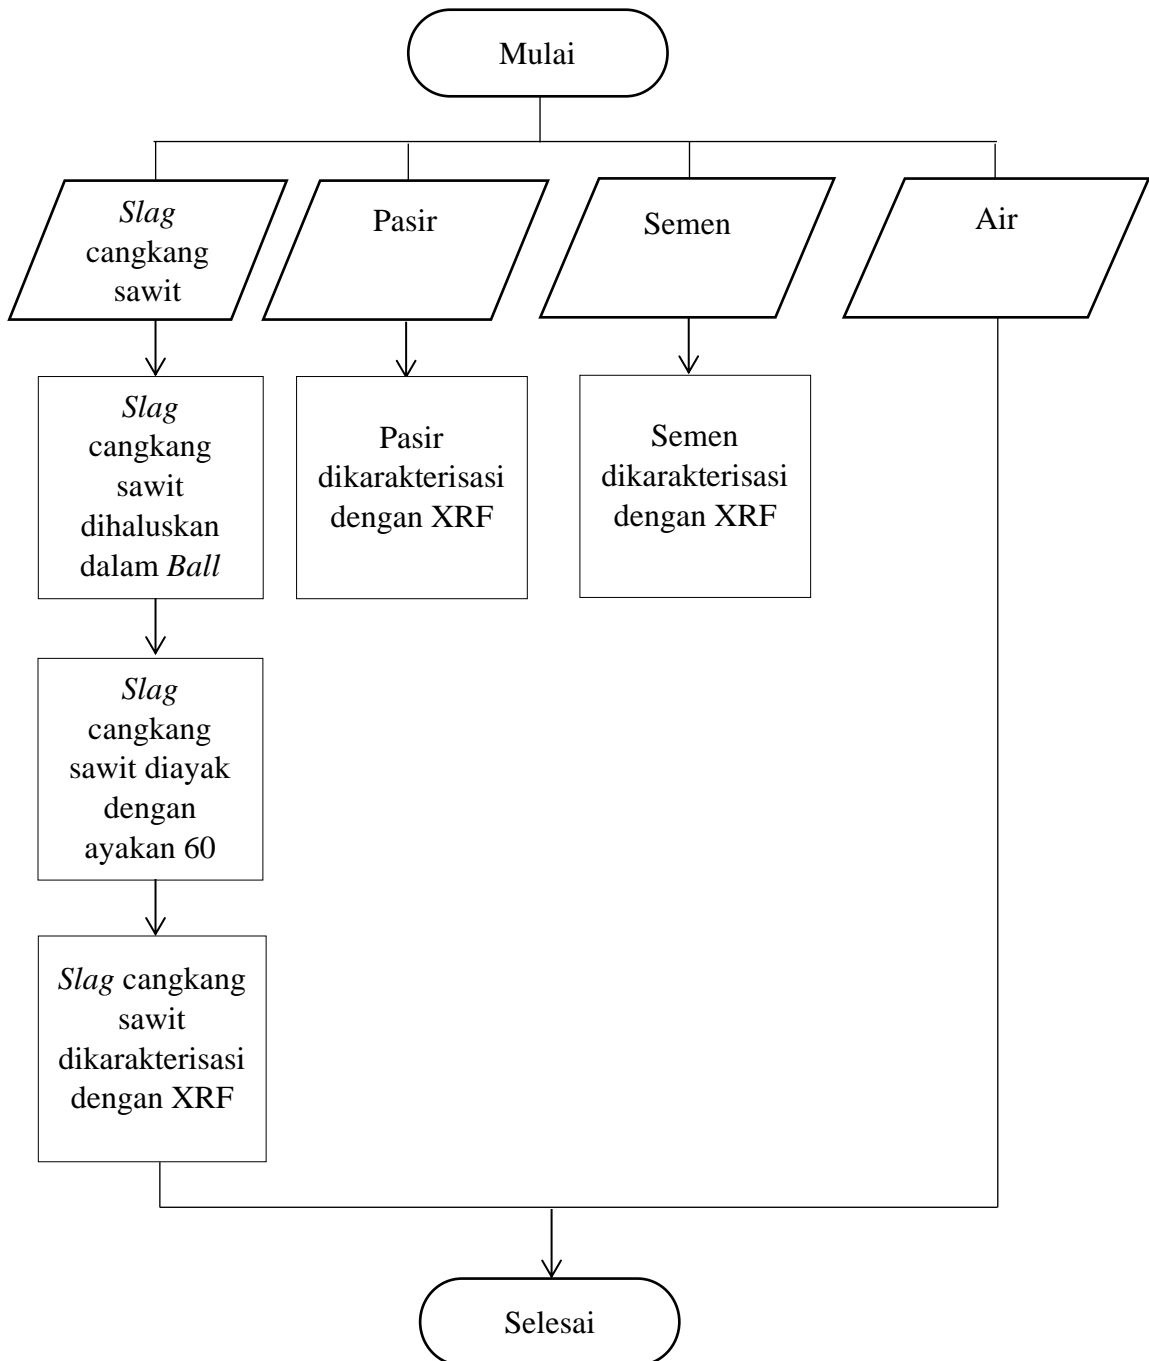 Mulai
Slag
cangkang
sawit
Pasir
Semen
Air
Slag
cangkang
sawit
dihaluskan
dalam Ball
Pasir
dikarakterisasi
dengan XRF
Semen
dikarakterisasi
dengan XRF
Slag
cangkang
sawit diayak
dengan
ayakan 60
Slag cangkang
sawit
dikarakterisasi
dengan XRF
Selesai